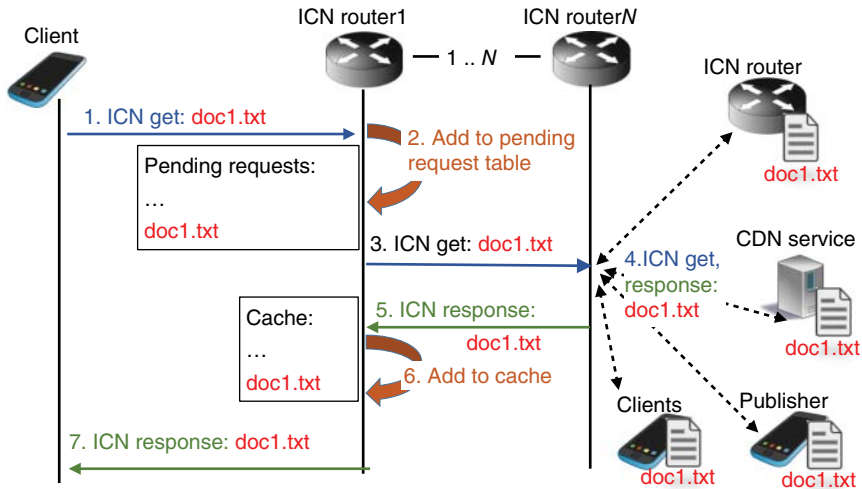 Client
ICN router1
1 .. N
ICN routerN
ICN router
doc1.txt
1. ICN get: doc1.txt
2. Add to pending
request table
Pending requests:
...
doc1.txt
3. ICN get: doc1.txt
CDN service
doc1.txt
4.ICN get,
response:
doc1.txt
5. ICN response:
doc1.txt
Cache:
...
doc1.txt
6. Add to cache
Clients
doc1.txt
Publisher
doc1.txt
7. ICN response: doc1.txt